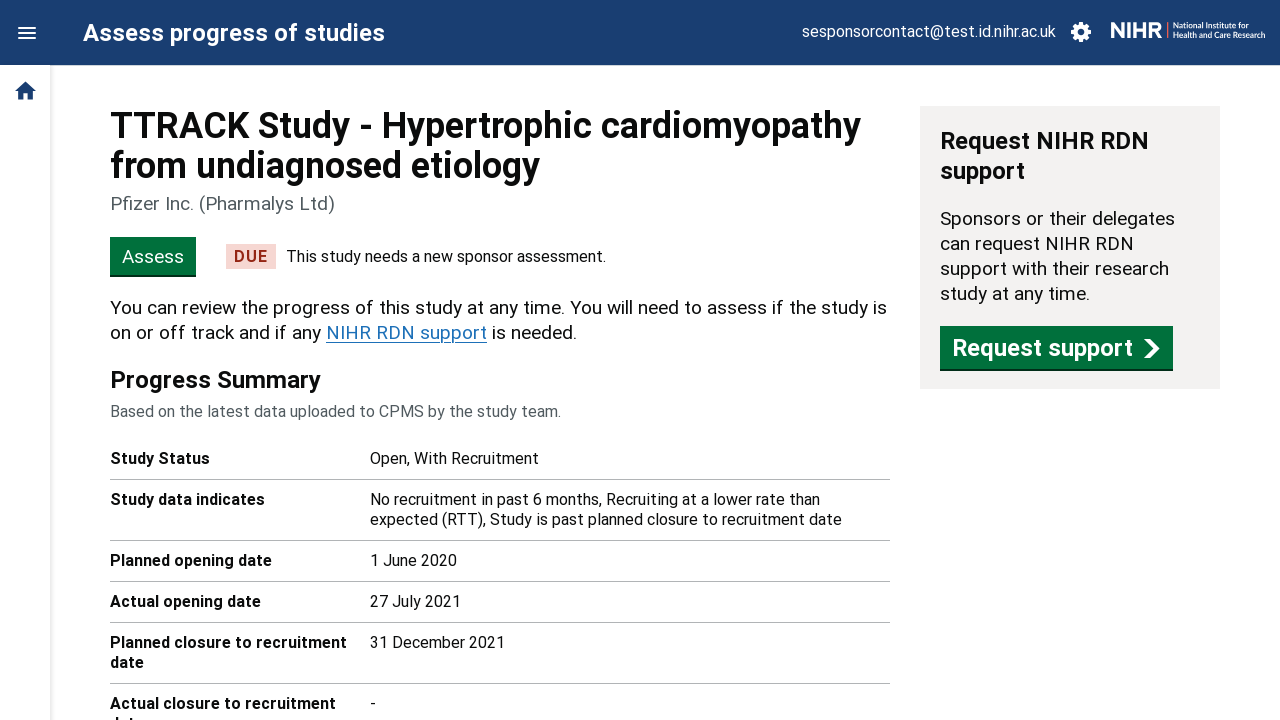 Assess progress of studies
sesponsorcontact@test.id.nihr.ac.uk
NIHR | National Institute for
Health and Care Research
TTRACK Study - Hypertrophic cardiomyopathy
from undiagnosed etiology
Pfizer Inc. (Pharmalys Ltd)
Assess
DUE This study needs a new sponsor assessment.
You can review the progress of this study at any time. You will need to assess if the study is
on or off track and if any NIHR RDN support is needed.
Progress Summary
Based on the latest data uploaded to CPMS by the study team.
Study Status Open, With Recruitment
Study data indicates No recruitment in past 6 months, Recruiting at a lower rate than
expected (RTT), Study is past planned closure to recruitment date
Planned opening date 1 June 2020
Actual opening date 27 July 2021
Planned closure to recruitment 31 December 2021
date
Actual closure to recruitment -
Request NIHR RDN
support
Sponsors or their delegates
can request NIHR RDN
support with their research
study at any time.
Request support